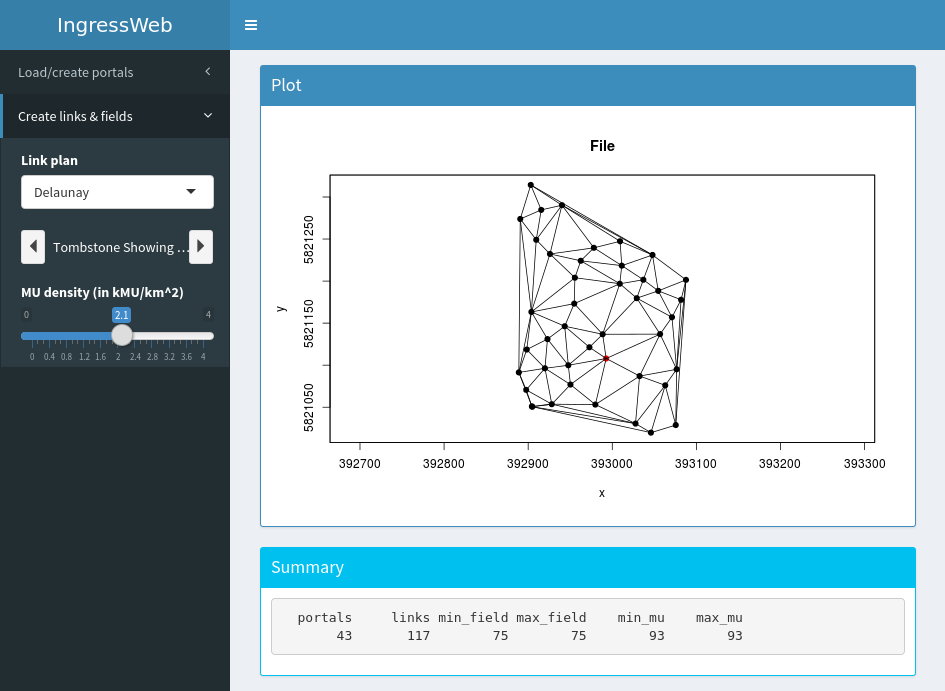 IngressWeb
Load/create portals
Create links & fields
Link plan
Delaunay
Tombstone Showing ...
MU density (in kMU/km^2)
0 2.1 4
0 0.4 0.8 1.2 1.6 2 2.4 2.8 3.2 3.6 4
Plot
File
y
5821250
5821150
5821050
392700 392800 392900 393000 393100 393200 393300
x
Summary
portals links min_field max_field min_mu max_mu
43 117 75 75 93 93